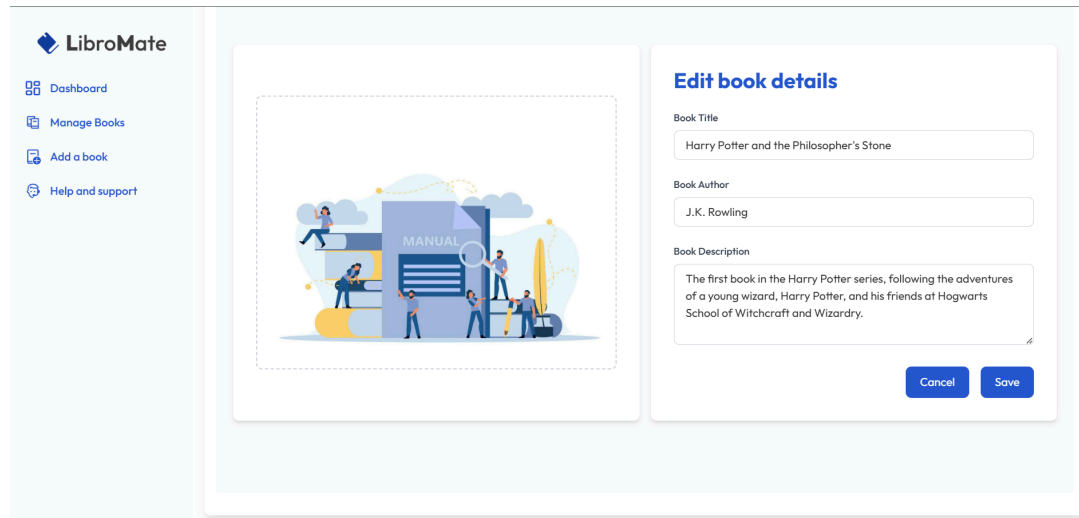 LibroMate
Dashboard
Manage Books
Add a book
Help and support
MANUAL
Edit book details
Book Title
Harry Potter and the Philosopher's Stone
Book Author
J.K. Rowling
Book Description
The first book in the Harry Potter series, following the adventures
of a young wizard, Harry Potter, and his friends at Hogwarts
School of Witchcraft and Wizardry.
Cancel
Save